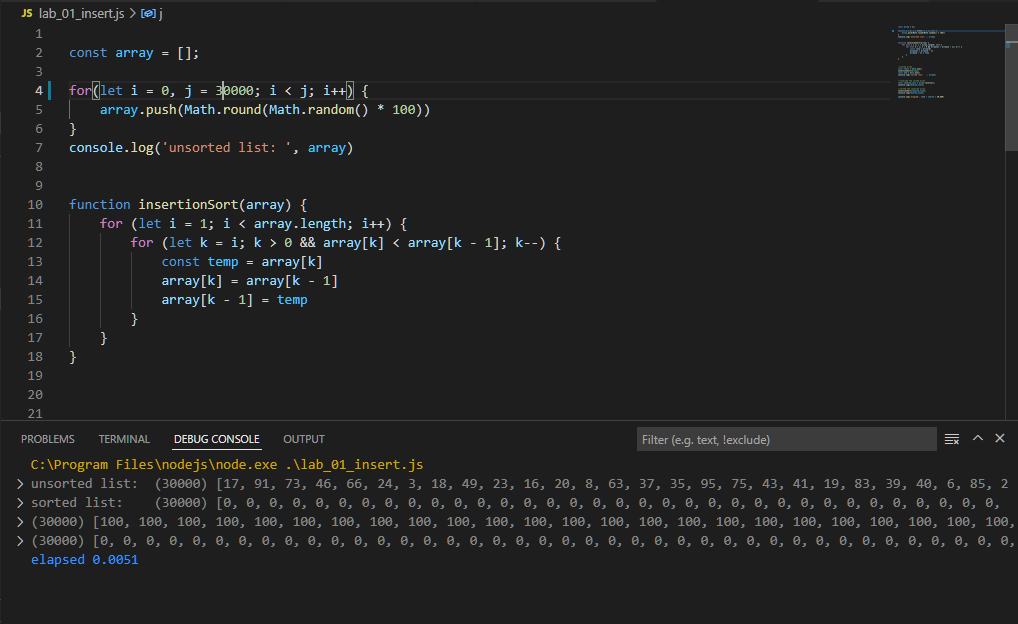 JS lab_01_insert.js > j
1
2 const array = [];
3
4 for(let i = 0, j = 30000; i < j; i++) {
5 array.push(Math.round(Math.random() * 100))
6 }
7 console.log('unsorted list: ', array)
8
9
10 function insertionSort(array) {
11 for (let i = 1; i < array.length; i++) {
12 for (let k = i; k > 0 && array[k] < array[k - 1]; k--) {
13 const temp = array[k]
14 array[k] = array[k - 1]
15 array[k - 1] = temp
16 }
17 }
18 }
19
20
21
PROBLEMS TERMINAL DEBUG CONSOLE OUTPUT Filter (e.g. text, !exclude)
C:\Program Files\nodejs\node.exe .\lab_01_insert.js
> unsorted list: (30000) [17, 91, 73, 46, 66, 24, 3, 18, 49, 23, 16, 20, 8, 63, 37, 35, 95, 75, 43, 41, 19, 83, 39, 40, 6, 85, 2
> sorted list: (30000) [0, 0, 0, 0, 0, 0, 0, 0, 0, 0, 0, 0, 0, 0, 0, 0, 0, 0, 0, 0, 0, 0, 0, 0, 0, 0, 0, 0, 0, 0, 0, 0, 0, 0,
> (30000) [100, 100, 100, 100, 100, 100, 100, 100, 100, 100, 100, 100, 100, 100, 100, 100, 100, 100, 100, 100, 100, 100, 100, 100,
> (30000) [0, 0, 0, 0, 0, 0, 0, 0, 0, 0, 0, 0, 0, 0, 0, 0, 0, 0, 0, 0, 0, 0, 0, 0, 0, 0, 0, 0, 0, 0, 0, 0, 0, 0, 0, 0, 0, 0, 0, 0,
elapsed 0.0051